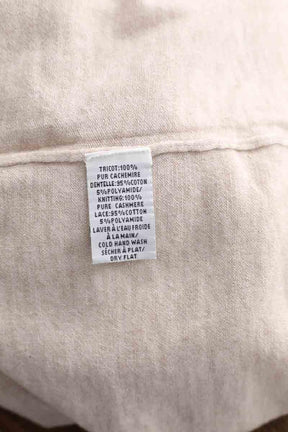 TRICOT:100%
PUR CACHEMIRE
DENTELLE:95%COTON
5%POLYAMIDE/
KNITTING:100%
PURE CASHMERE
LACE:95%COTTON
5%POLYAMIDE
LAVER À L'EAU FROIDE
À LA MAIN/
COLD HAND WASH
SÉCHER À PLAT/
DRY FLAT